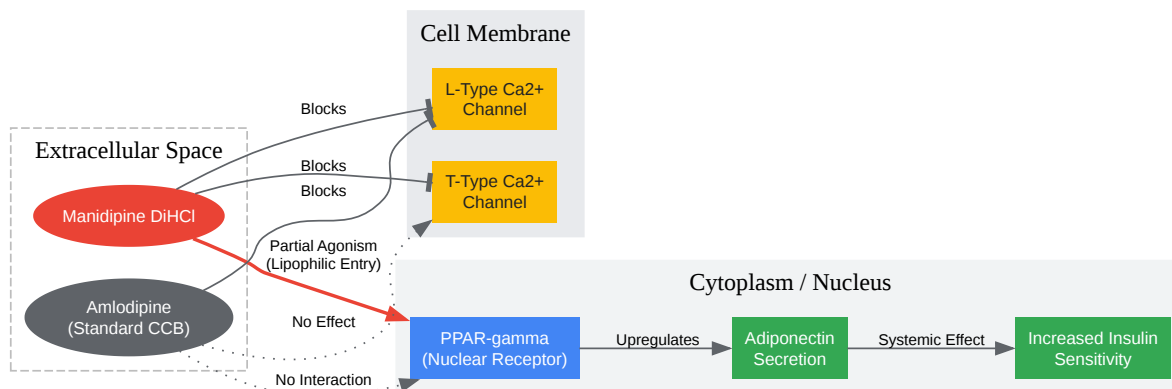 Cell Membrane
L-Type Ca2+
Channel
Blocks
Extracellular Space
Blocks
T-Type Ca2+
Channel
Blocks
Manidipine DiHCl
Partial Agonism
(Lipophilic Entry)
Cytoplasm / Nucleus
Amlodipine
(Standard CCB)
No Effect
PPAR-gamma
(Nuclear Receptor)
Upregulates
Adiponectin
Secretion
Systemic Effect
Increased Insulin
Sensitivity
No Interaction